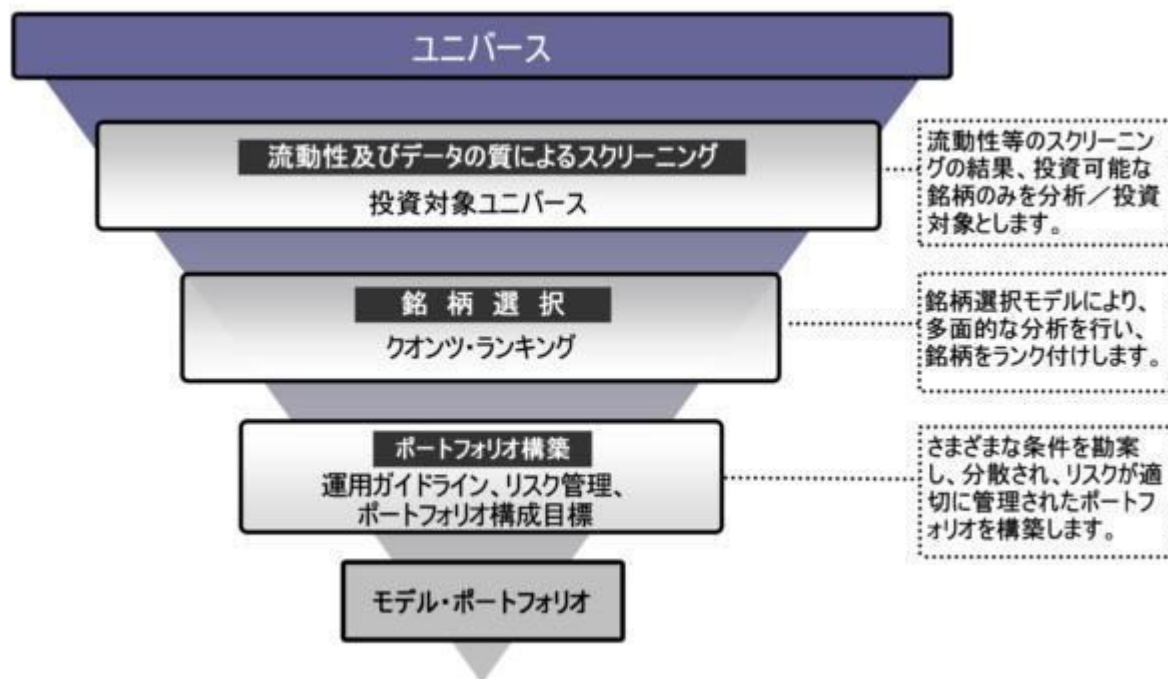 ユニバース
流動性及びデータの質によるスクリーニング
投資対象ユニバース
流動性等のスクリーニン
グの結果、投資可能な
銘柄のみを分析／投資
対象とします。
銘柄選択
クオンツ・ランキング
銘柄選択モデルにより、
多面的な分析を行い、
銘柄をランク付けします。
ポートフォリオ構築
運用ガイドライン、リスク管理、
ポートフォリオ構成目標
さまざまな条件を勘案
し、分散され、リスクが適
切に管理されたポートフ
ォリオを構築します。
モデル・ポートフォリオ